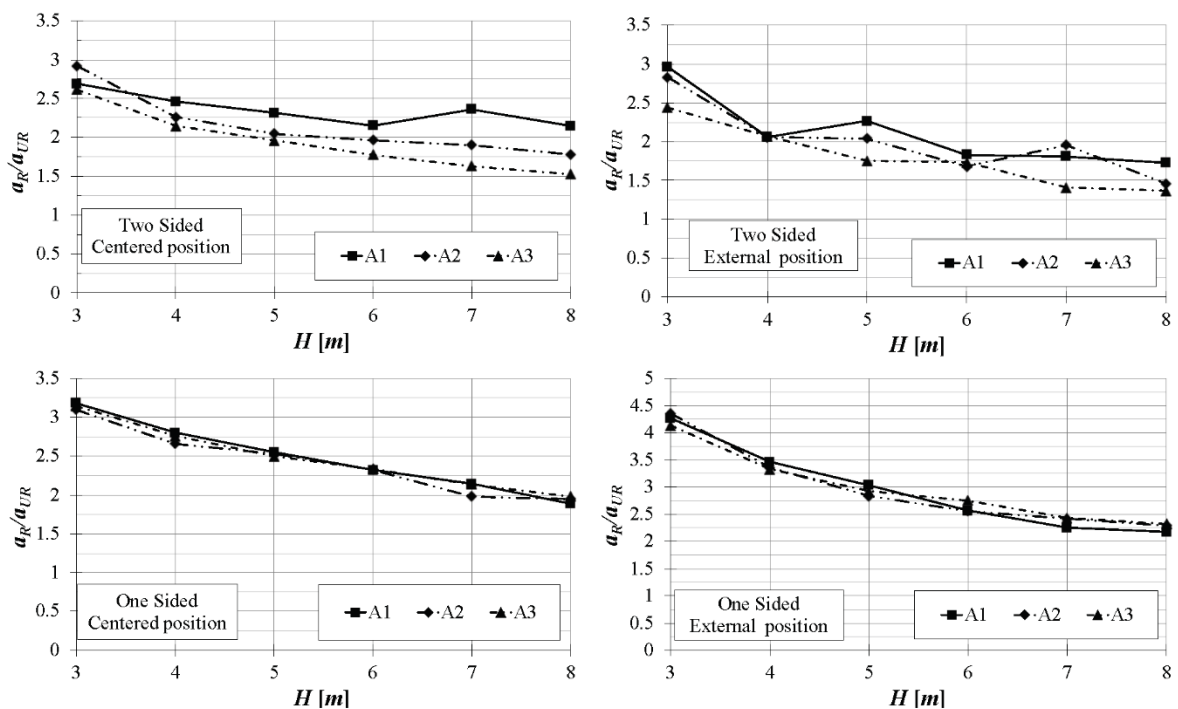 3.5
3
2.5
2
1.5
1
0.5
0
a_R/a_UR
Two Sided
Centered position
A1 A2 A3
3 4 5 6 7 8
H [m]
3.5
3
2.5
2
1.5
1
0.5
0
a_R/a_UR
Two Sided
External position
A1 A2 A3
3 4 5 6 7 8
H [m]
3.5
3
2.5
2
1.5
1
0.5
0
a_R/a_UR
One Sided
Centered position
A1 A2 A3
3 4 5 6 7 8
H [m]
5
4.5
4
3.5
3
2.5
2
1.5
1
0.5
0
a_R/a_UR
One Sided
External position
A1 A2 A3
3 4 5 6 7 8
H [m]